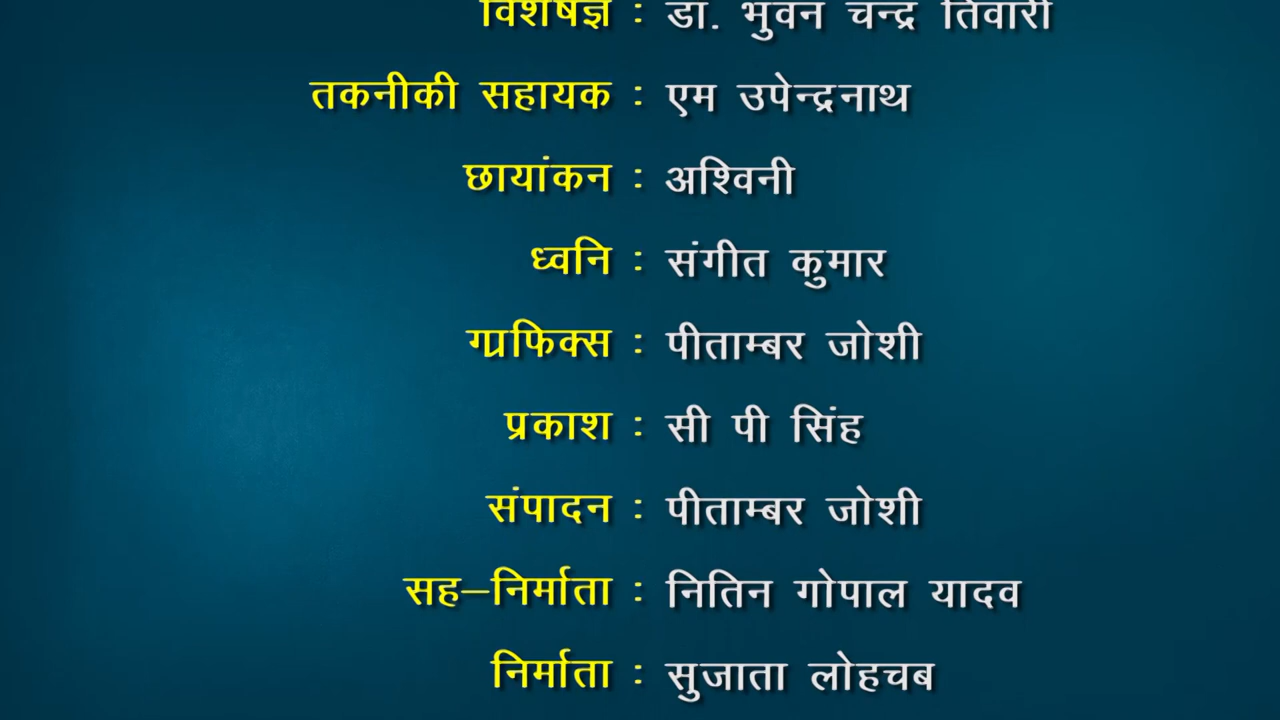 विशेषज्ञ : डा. भुवन चन्द्र तिवारी
तकनीकी सहायक : एम उपेन्द्रनाथ
छायांकन : अश्विनी
ध्वनि : संगीत कुमार
ग्राफिक्स : पीताम्बर जोशी
प्रकाश : सी पी सिंह
संपादन : पीताम्बर जोशी
सह–निर्माता : नितिन गोपाल यादव
निर्माता : सुजाता लोहचब